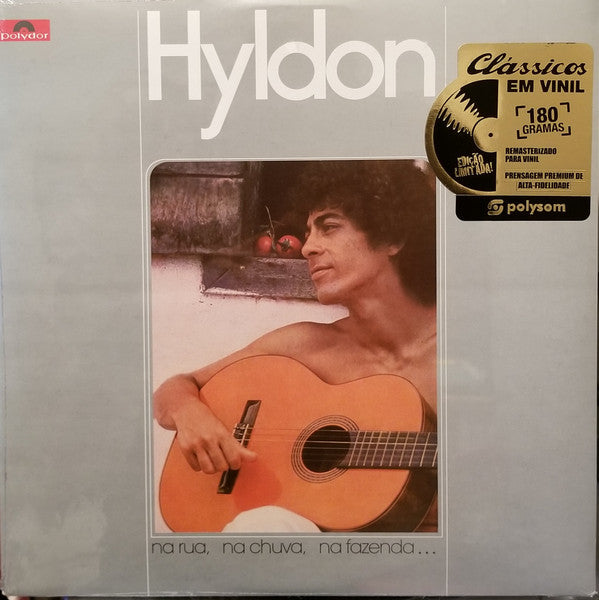 Polydor
Hyldon
Clássicos
EM VINIL
180
GRAMAS
EDIÇÃO
LIMITADA!
REMASTERIZADO
PARA VINIL
PRENSAGEM PREMIUM DE
ALTA-FIDELIDADE
polysom
na rua, na chuva, na fazenda...